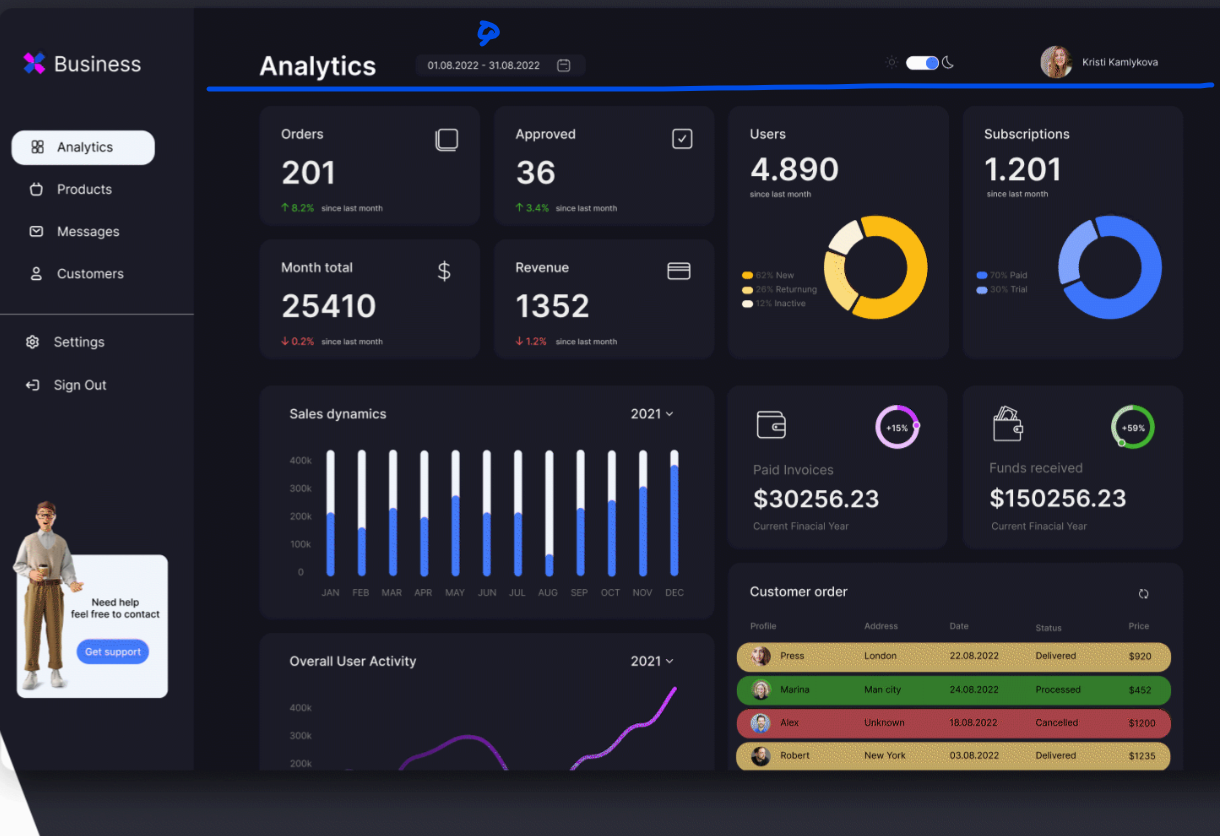 Business
Analytics
Products
Messages
Customers
Settings
Sign Out
Need help
feel free to contact
Get support
Analytics
01.08.2022 - 31.08.2022
Kristi Kamlykova
Orders
201
8.2% since last month
Approved
36
3.4% since last month
Month total
25410
0.2% since last month
Revenue
1352
1.2% since last month
Users
4.890
since last month
62% New
26% Returnung
12% Inactive
Subscriptions
1.201
since last month
70% Paid
30% Trial
Sales dynamics 2021
400k
300k
200k
100k
0
JAN FEB MAR APR MAY JUN JUL AUG SEP OCT NOV DEC
+15%
Paid Invoices
$30256.23
Current Finacial Year
+59%
Funds received
$150256.23
Current Finacial Year
Overall User Activity 2021
400k
300k
200k
Customer order
Profile Address Date Status Price
Press London 22.08.2022 Delivered $920
Marina Man city 24.08.2022 Processed $452
Alex Unknown 18.08.2022 Cancelled $1200
Robert New York 03.08.2022 Delivered $1235